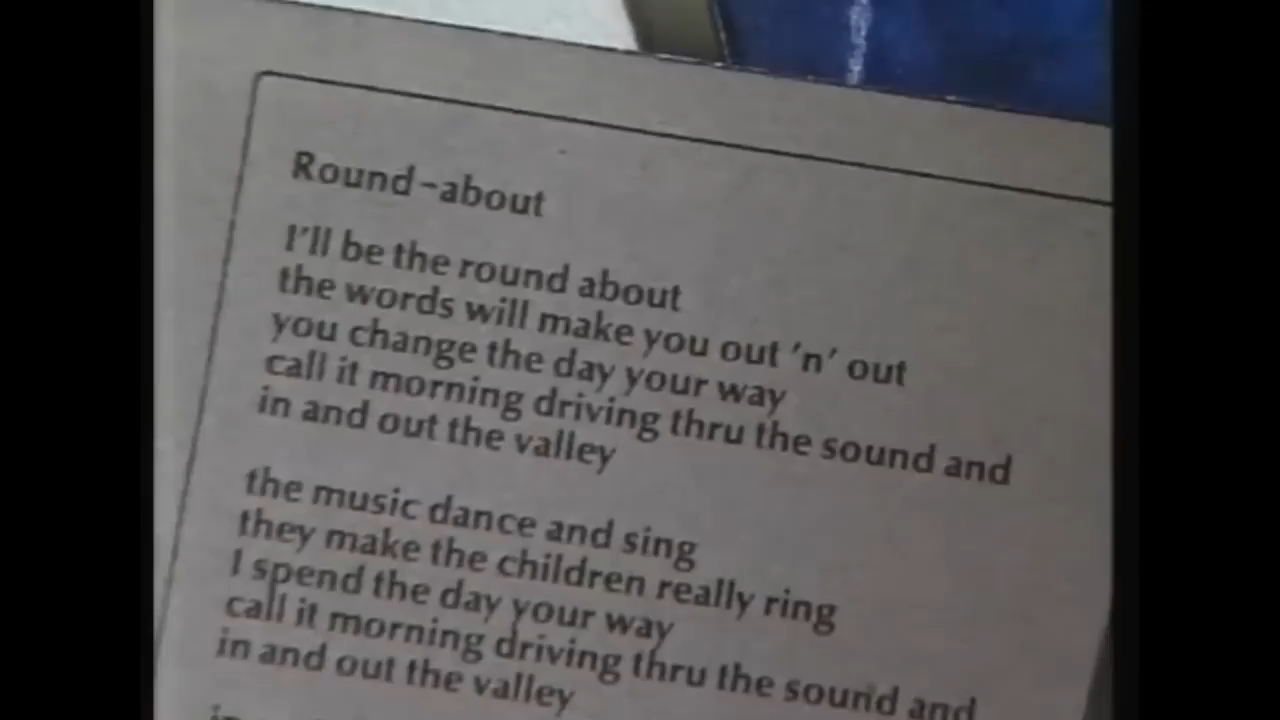 Round-about
I'll be the round about
the words will make you out 'n' out
you change the day your way
call it morning driving thru the sound and
in and out the valley
the music dance and sing
they make the children really ring
I spend the day your way
call it morning driving thru the sound and
in and out the valley